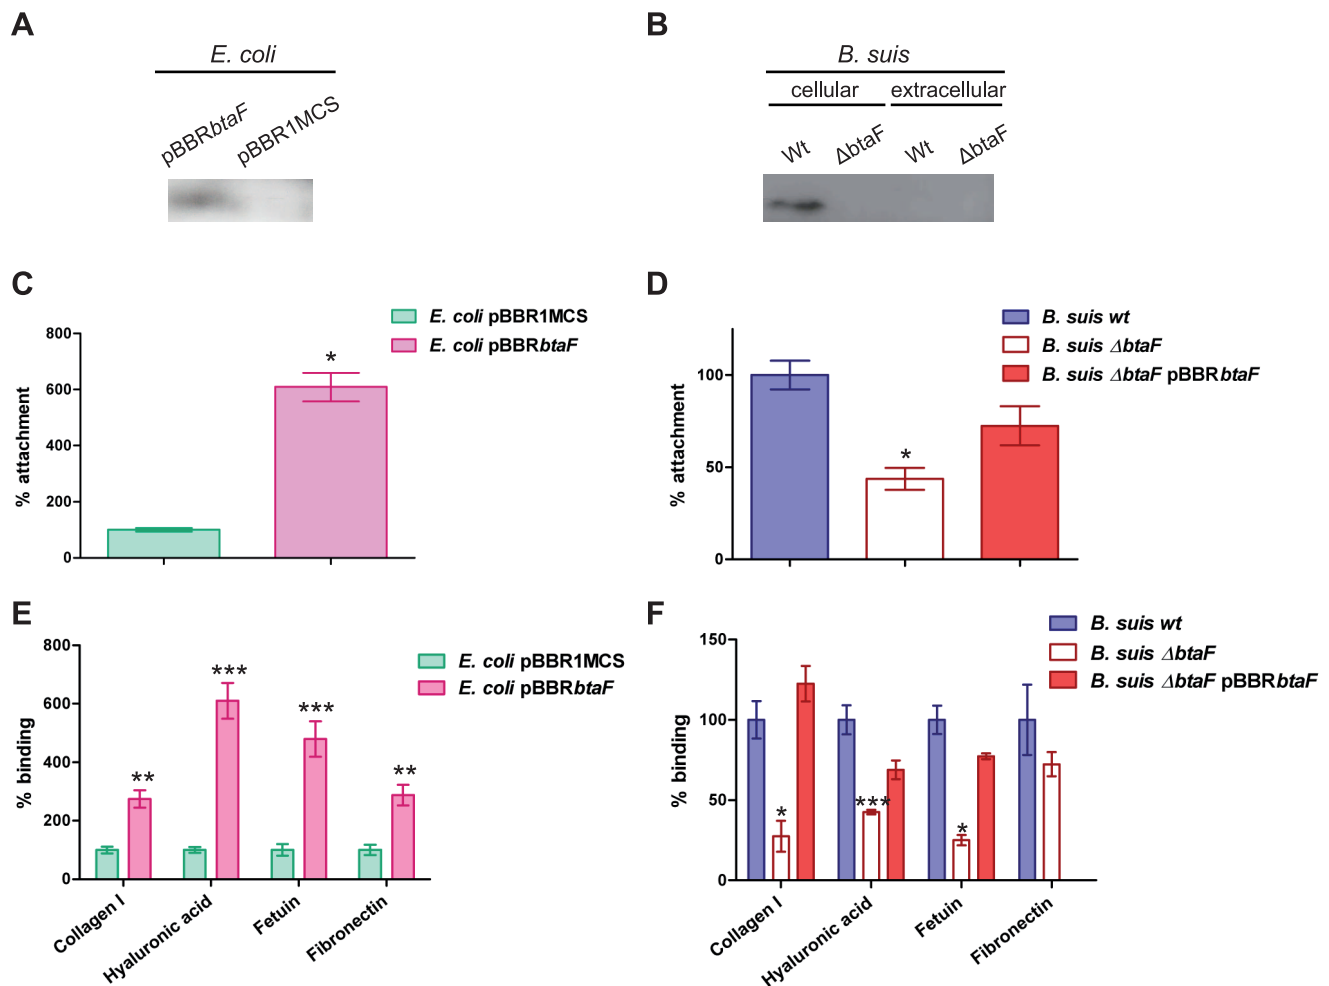 A
E. coli
pBBRbtaF
pBBR1MCS
B
B. suis
cellular
extracellular
Wt
ΔbtaF
Wt
ΔbtaF
C
E. coli pBBR1MCS
E. coli pBBRbtaF
% attachment
800
600
400
200
0
*
D
B. suis wt
B. suis ΔbtaF
B. suis ΔbtaF pBBRbtaF
% attachment
100
50
0
*
E
E. coli pBBR1MCS
E. coli pBBRbtaF
% binding
800
600
400
200
0
**
***
***
**
Collagen I
Hyaluronic acid
Fetuin
Fibronectin
F
B. suis wt
B. suis ΔbtaF
B. suis ΔbtaF pBBRbtaF
% binding
150
100
50
0
*
***
*
Collagen I
Hyaluronic acid
Fetuin
Fibronectin